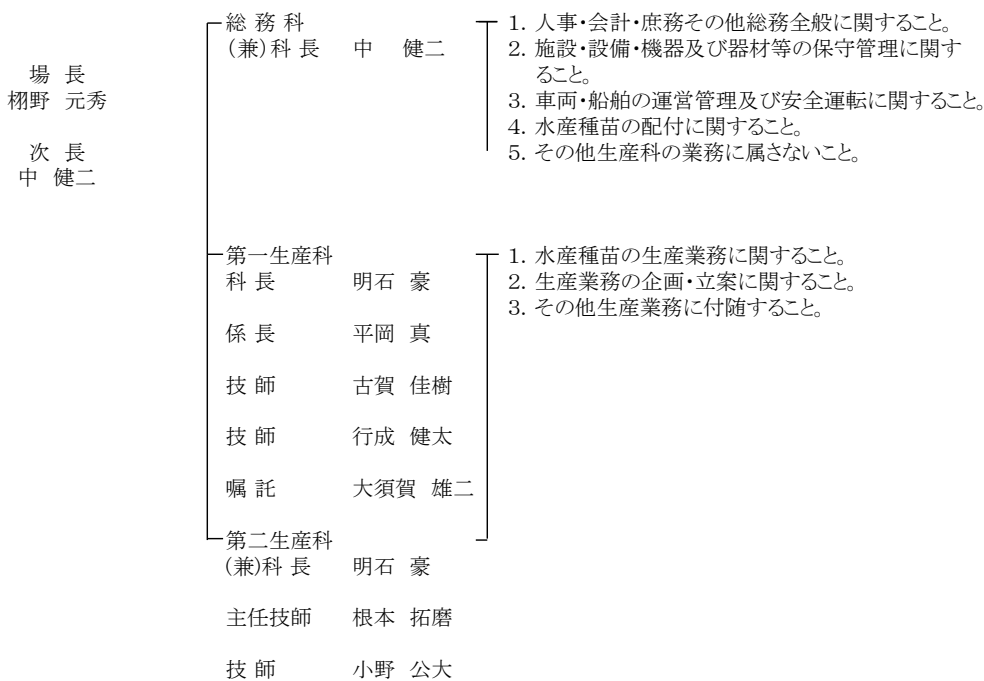 場 長
栩野 元秀
次 長
中 健二
総 務 科
(兼)科 長 中 健二
1. 人事・会計・庶務その他総務全般に関すること。
2. 施設・設備・機器及び器材等の保守管理に関す
ること。
3. 車両・船舶の運営管理及び安全運転に関すること。
4. 水産種苗の配付に関すること。
5. その他生産科の業務に属さないこと。
第一生産科
科 長 明石 豪
係 長 平岡 真
技 師 古賀 佳樹
技 師 行成 健太
嘱 託 大須賀 雄二
1. 水産種苗の生産業務に関すること。
2. 生産業務の企画・立案に関すること。
3. その他生産業務に付随すること。
第二生産科
(兼)科 長 明石 豪
主任技師 根本 拓磨
技 師 小野 公大